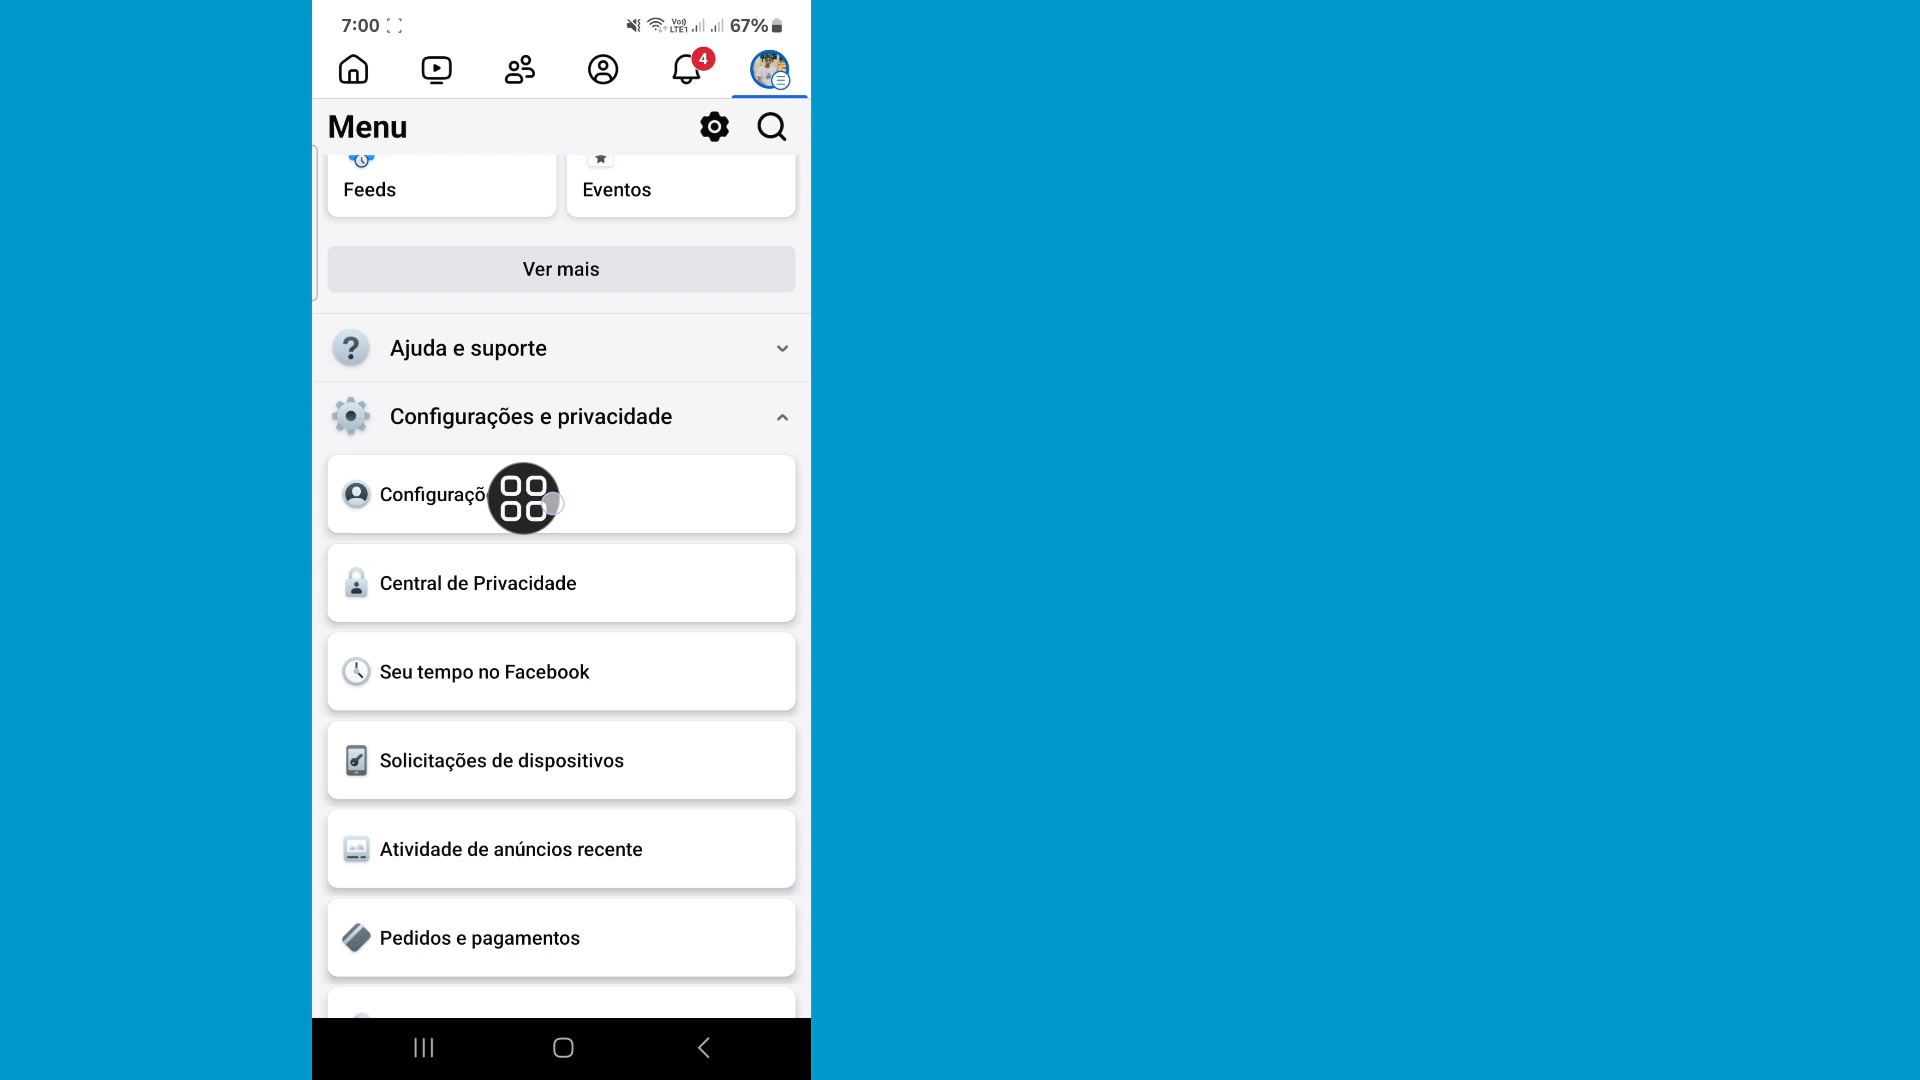 7:00 67%
4
Menu
Feeds
Eventos
Ver mais
Ajuda e suporte
Configurações e privacidade
Configuraçõ
Central de Privacidade
Seu tempo no Facebook
Solicitações de dispositivos
Atividade de anúncios recente
Pedidos e pagamentos